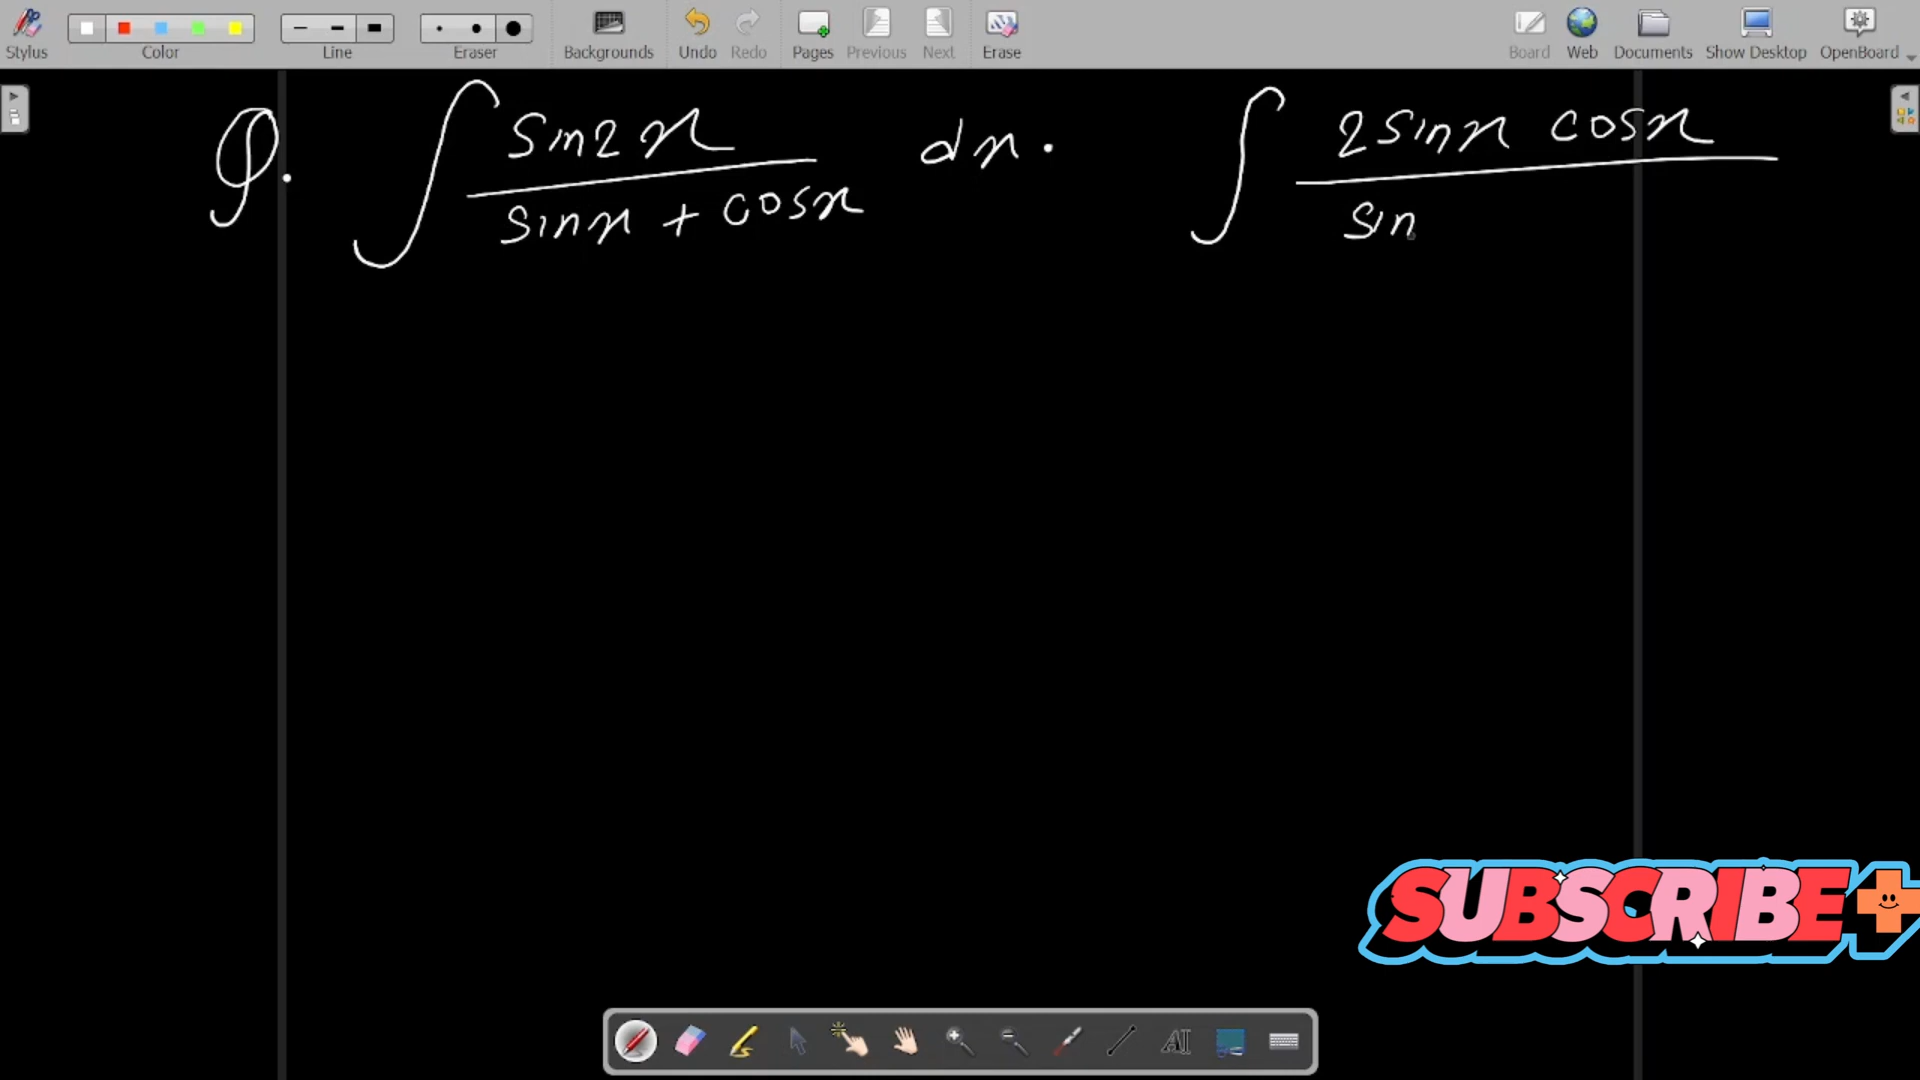 Stylus Color Line Eraser Backgrounds Undo Redo Pages Previous Next Erase Board Web Documents Show Desktop OpenBoard
Q. ∫ sin2x / sinx + cosx dx. ∫ 2sinx cosx / sin
SUBSCRIBE
AI